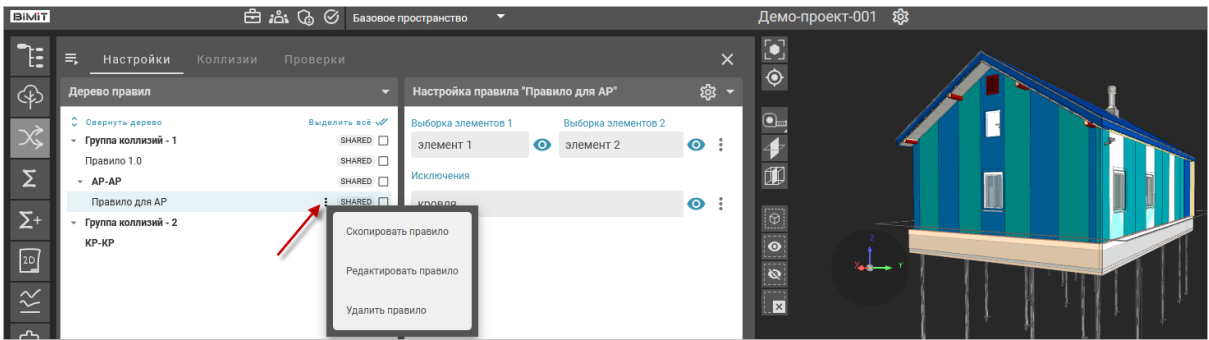 BIMIT
Базовое пространство
Демо-проект-001
Настройки Коллизии Проверки
Дерево правил
Настройка правила "Правило для АР"
Свернуть дерево Выделить всё
Выборка элементов 1 Выборка элементов 2
Группа коллизий - 1 SHARED
элемент 1 элемент 2
Правило 1.0 SHARED
Исключения
АР-АР SHARED
Правило для АР SHARED
кровля
Группа коллизий - 2
КР-КР
Скопировать правило
Редактировать правило
Удалить правило
Σ
Σ+
2D
Z
X
Y